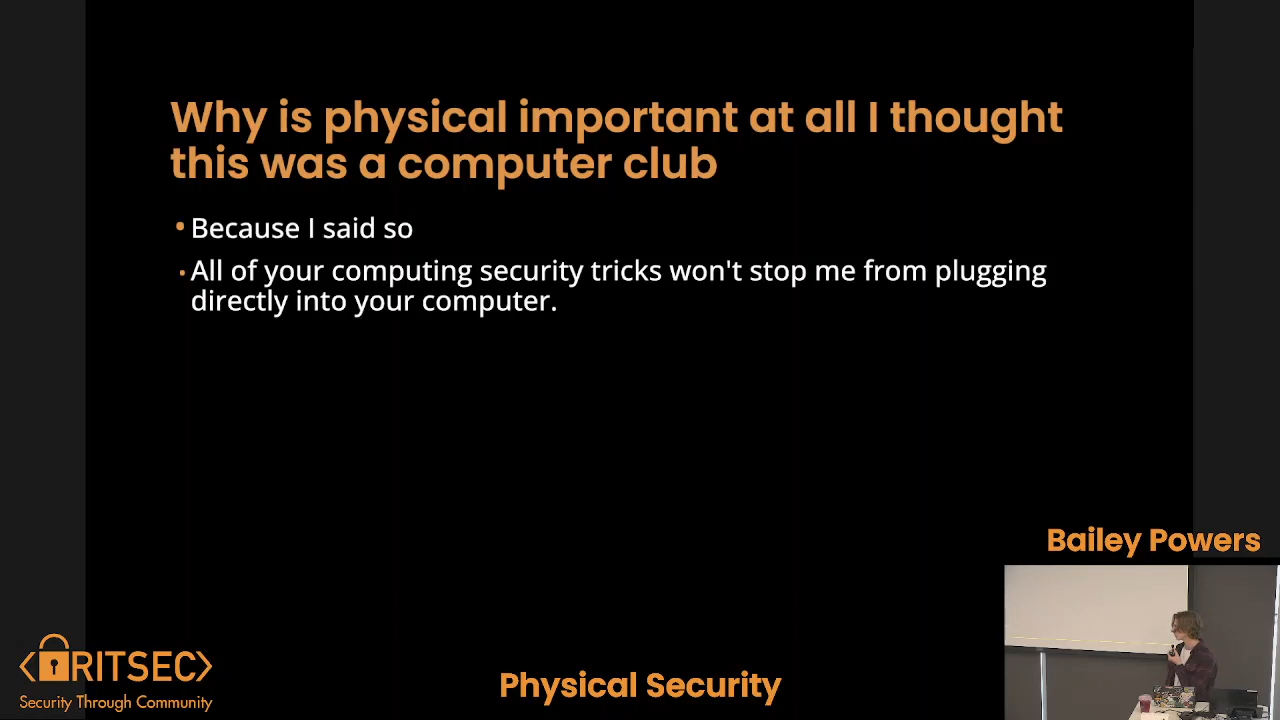 Why is physical important at all I thought
this was a computer club
• Because I said so
• All of your computing security tricks won't stop me from plugging
directly into your computer.
Bailey Powers
<RITSEC>
Security Through Community
Physical Security